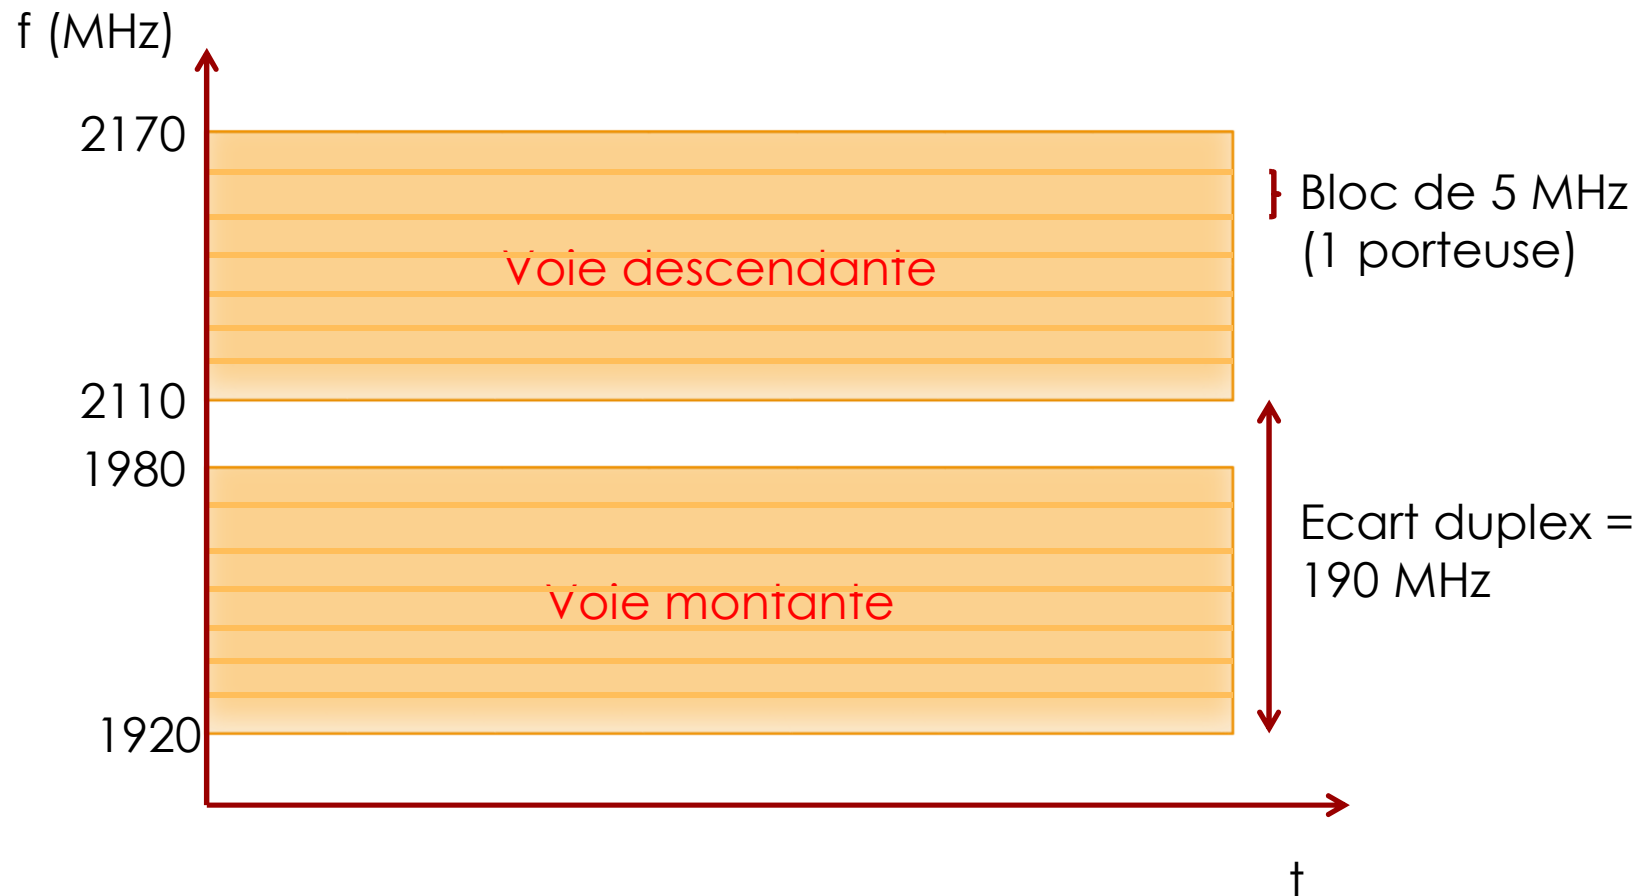 f (MHz)
2170
Bloc de 5 MHz
(1 porteuse)
Voie descendante
2110
1980
Ecart duplex =
190 MHz
Voie montante
1920
t